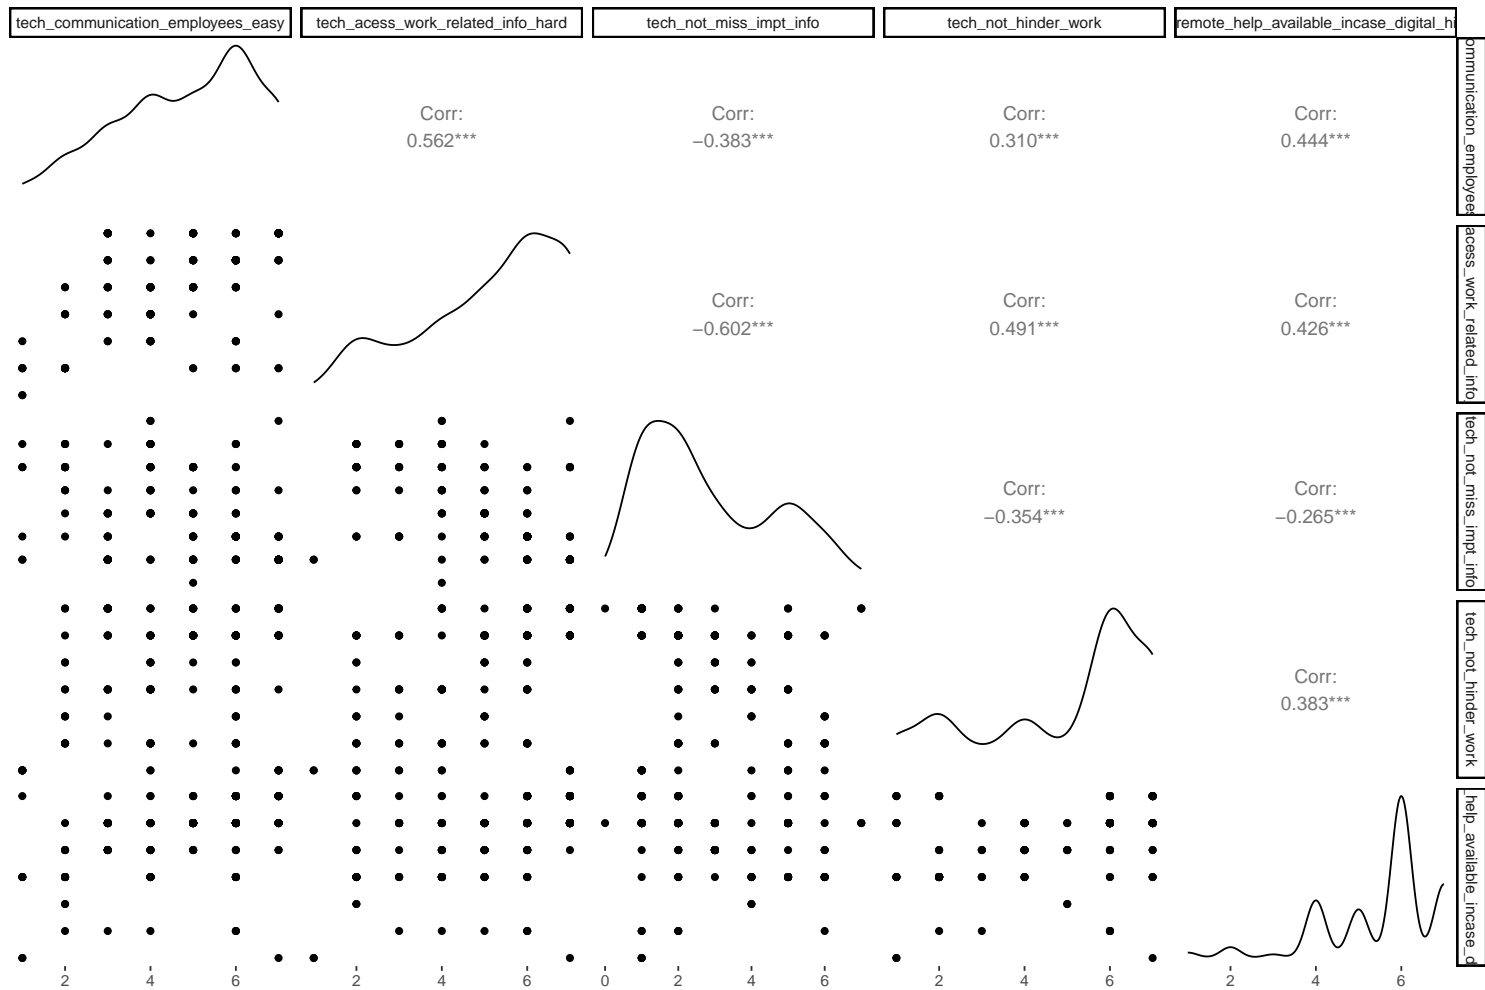 tech_communication_employees_easy
tech_acess_work_related_info_hard
tech_not_miss_impt_info
tech_not_hinder_work
remote_help_available_incase_digital_hi
ommunication_employees
Corr:
0.562***
Corr:
−0.383***
Corr:
0.310***
Corr:
0.444***
acess_work_related_info
Corr:
−0.602***
Corr:
0.491***
Corr:
0.426***
tech_not_miss_impt_info
Corr:
−0.354***
Corr:
−0.265***
tech_not_hinder_work
Corr:
0.383***
_help_available_incase_d
2 4 6
2 4 6
0 2 4 6
2 4 6
2 4 6